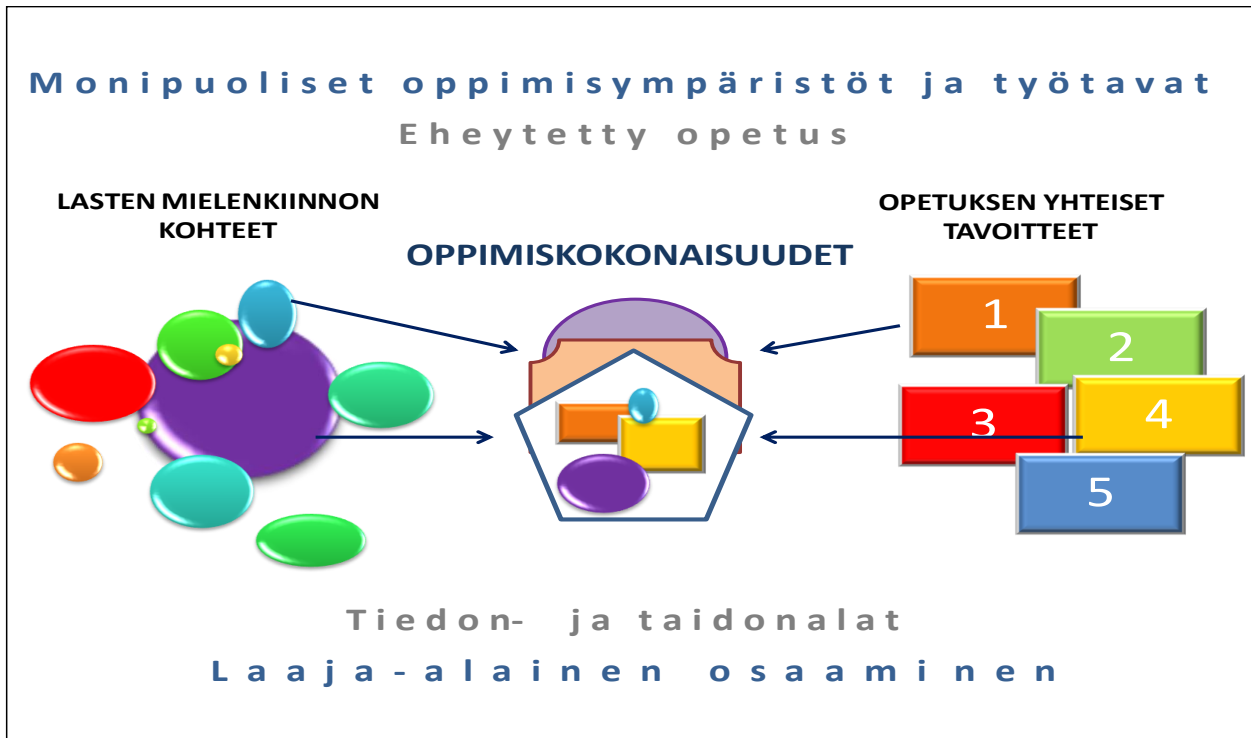 Monipuoliset oppimisympäristöt ja työtavat
Eheytetty opetus
LASTEN MIELENKIINNON
KOHTEET
OPPIMISKOKONAISUUDET
OPETUKSEN YHTEISET
TAVOITTEET
1
2
3
4
5
Tiedon- ja taidonalat
Laaja-alainen osaaminen